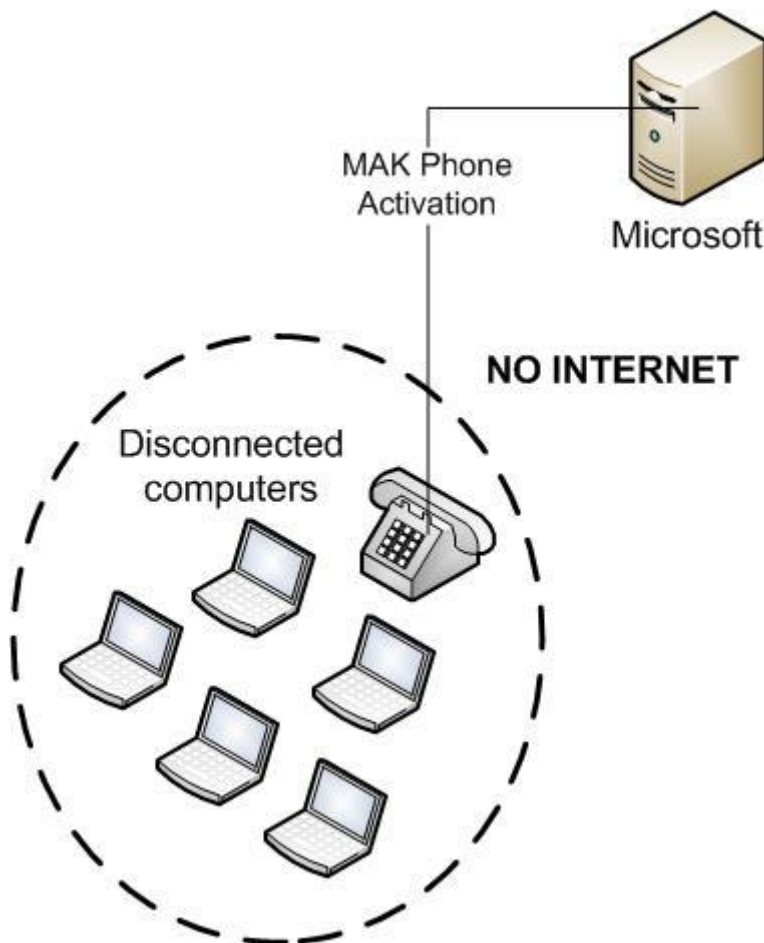 MAK Phone
Activation
Microsoft
NO INTERNET
Disconnected
computers